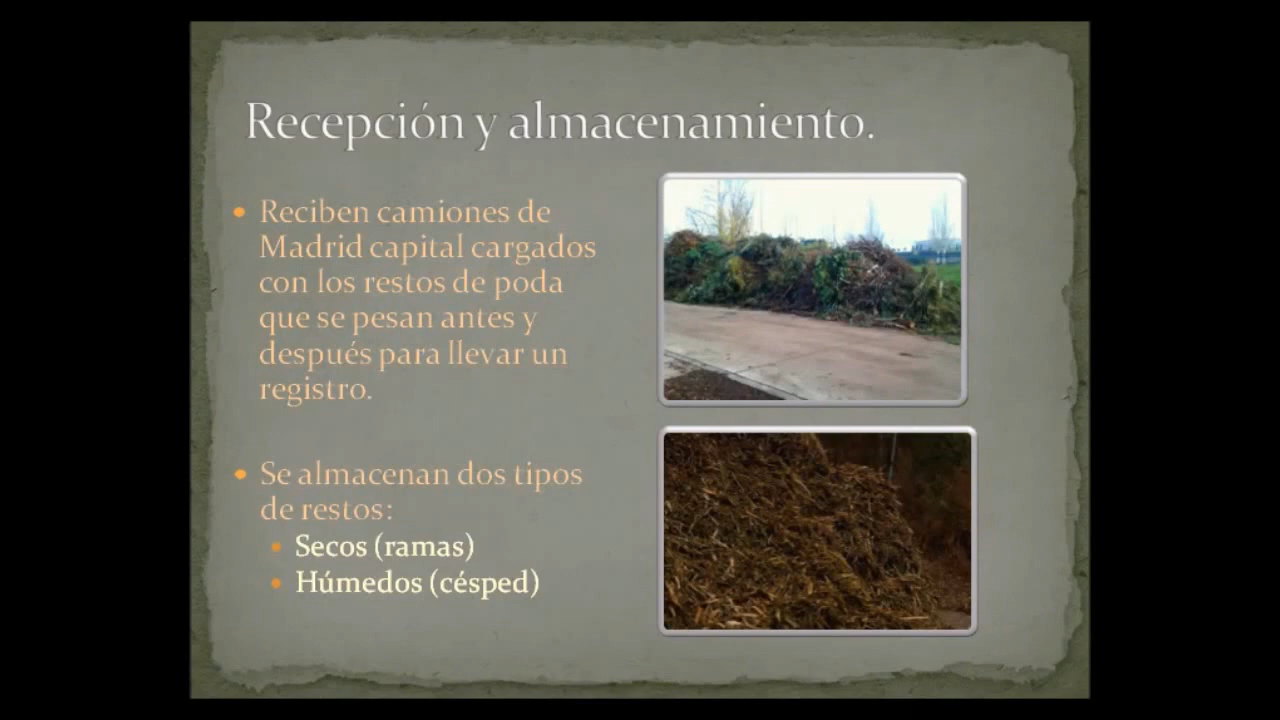 Recepción y almacenamiento.
Reciben camiones de
Madrid capital cargados
con los restos de poda
que se pesan antes y
después para llevar un
registro.
Se almacenan dos tipos
de restos:
Secos (ramas)
Húmedos (césped)